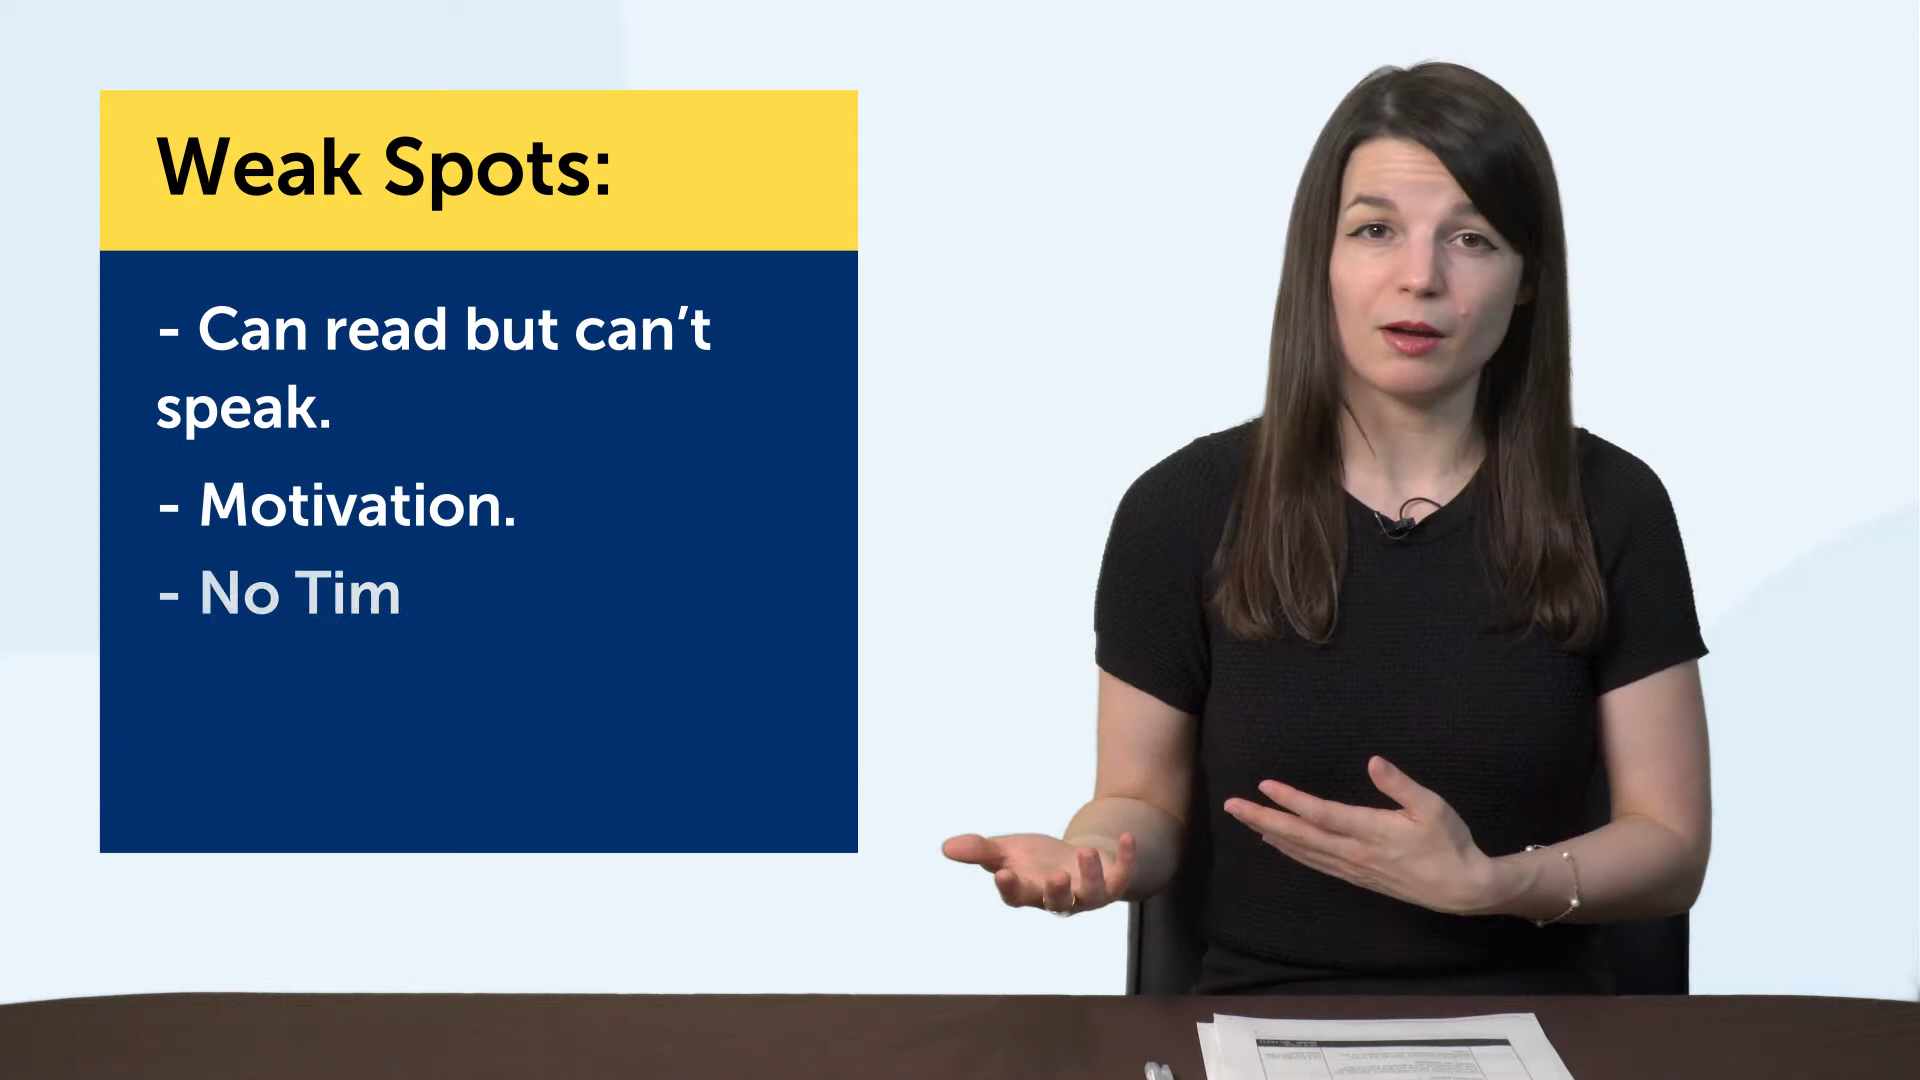 Weak Spots:
- Can read but can’t
speak.
- Motivation.
- No Tim